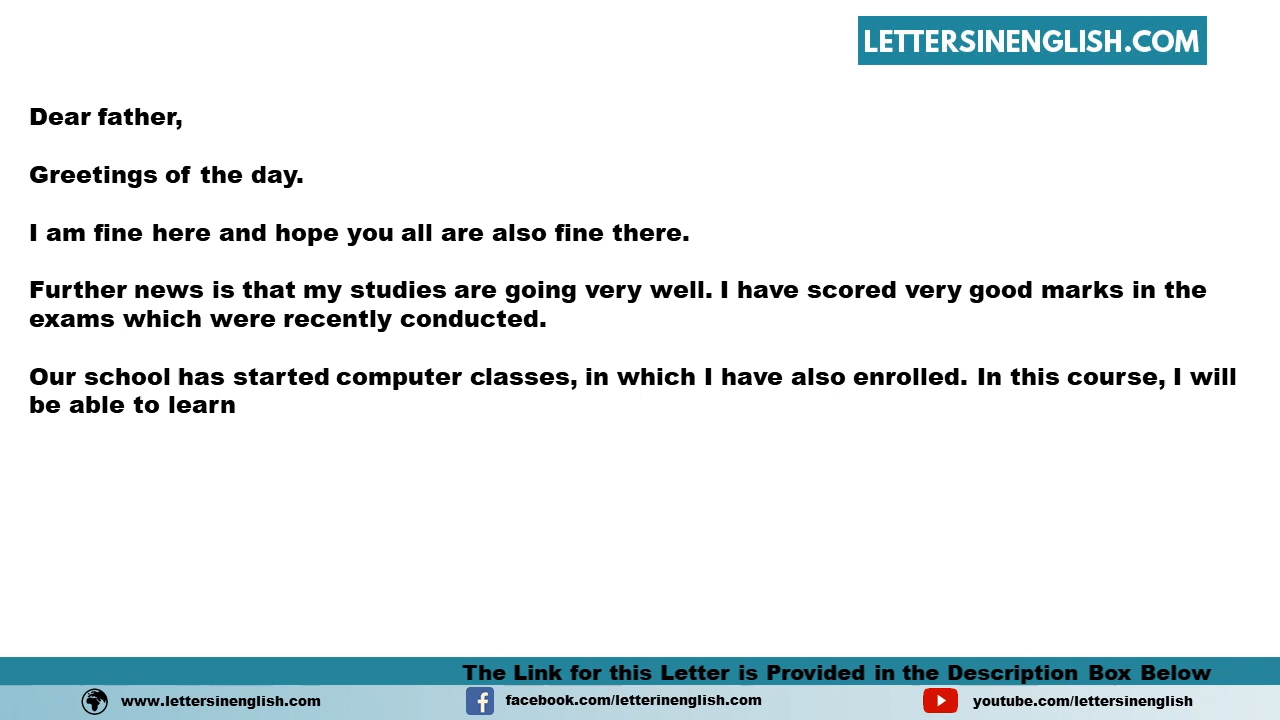 LETTERSINENGLISH.COM
Dear father,
Greetings of the day.
I am fine here and hope you all are also fine there.
Further news is that my studies are going very well. I have scored very good marks in the
exams which were recently conducted.
Our school has started computer classes, in which I have also enrolled. In this course, I will
be able to learn
The Link for this Letter is Provided in the Description Box Below
www.lettersinenglish.com
facebook.com/letterinenglish.com
youtube.com/lettersinenglish